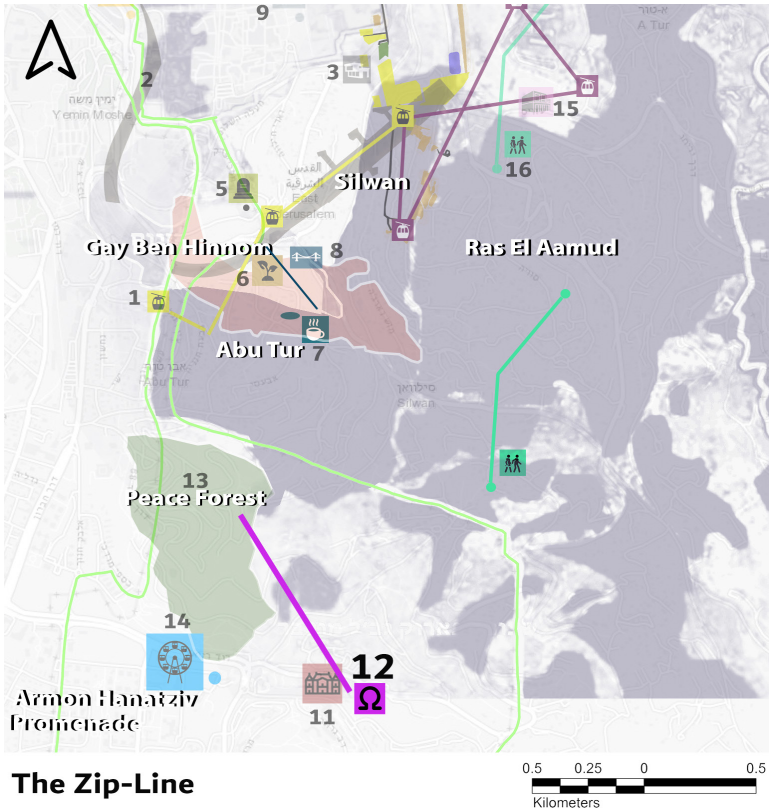 9
א-טור
A Tur
2
3
ימין משה
Y'emin Moshe
15
16
القدس
الشرقية
East
Jerusalem
Silwan
5
Gay Ben Hinnom
8
Ras El Aamud
6
1
Abu Tur
7
אבו טור
Abu Tur
סילוואן
Silwan
13
Peace Forest
14
12
Ω
11
Armon Hanatziv
Promenade
The Zip-Line
0.5 0.25 0 0.5
Kilometers